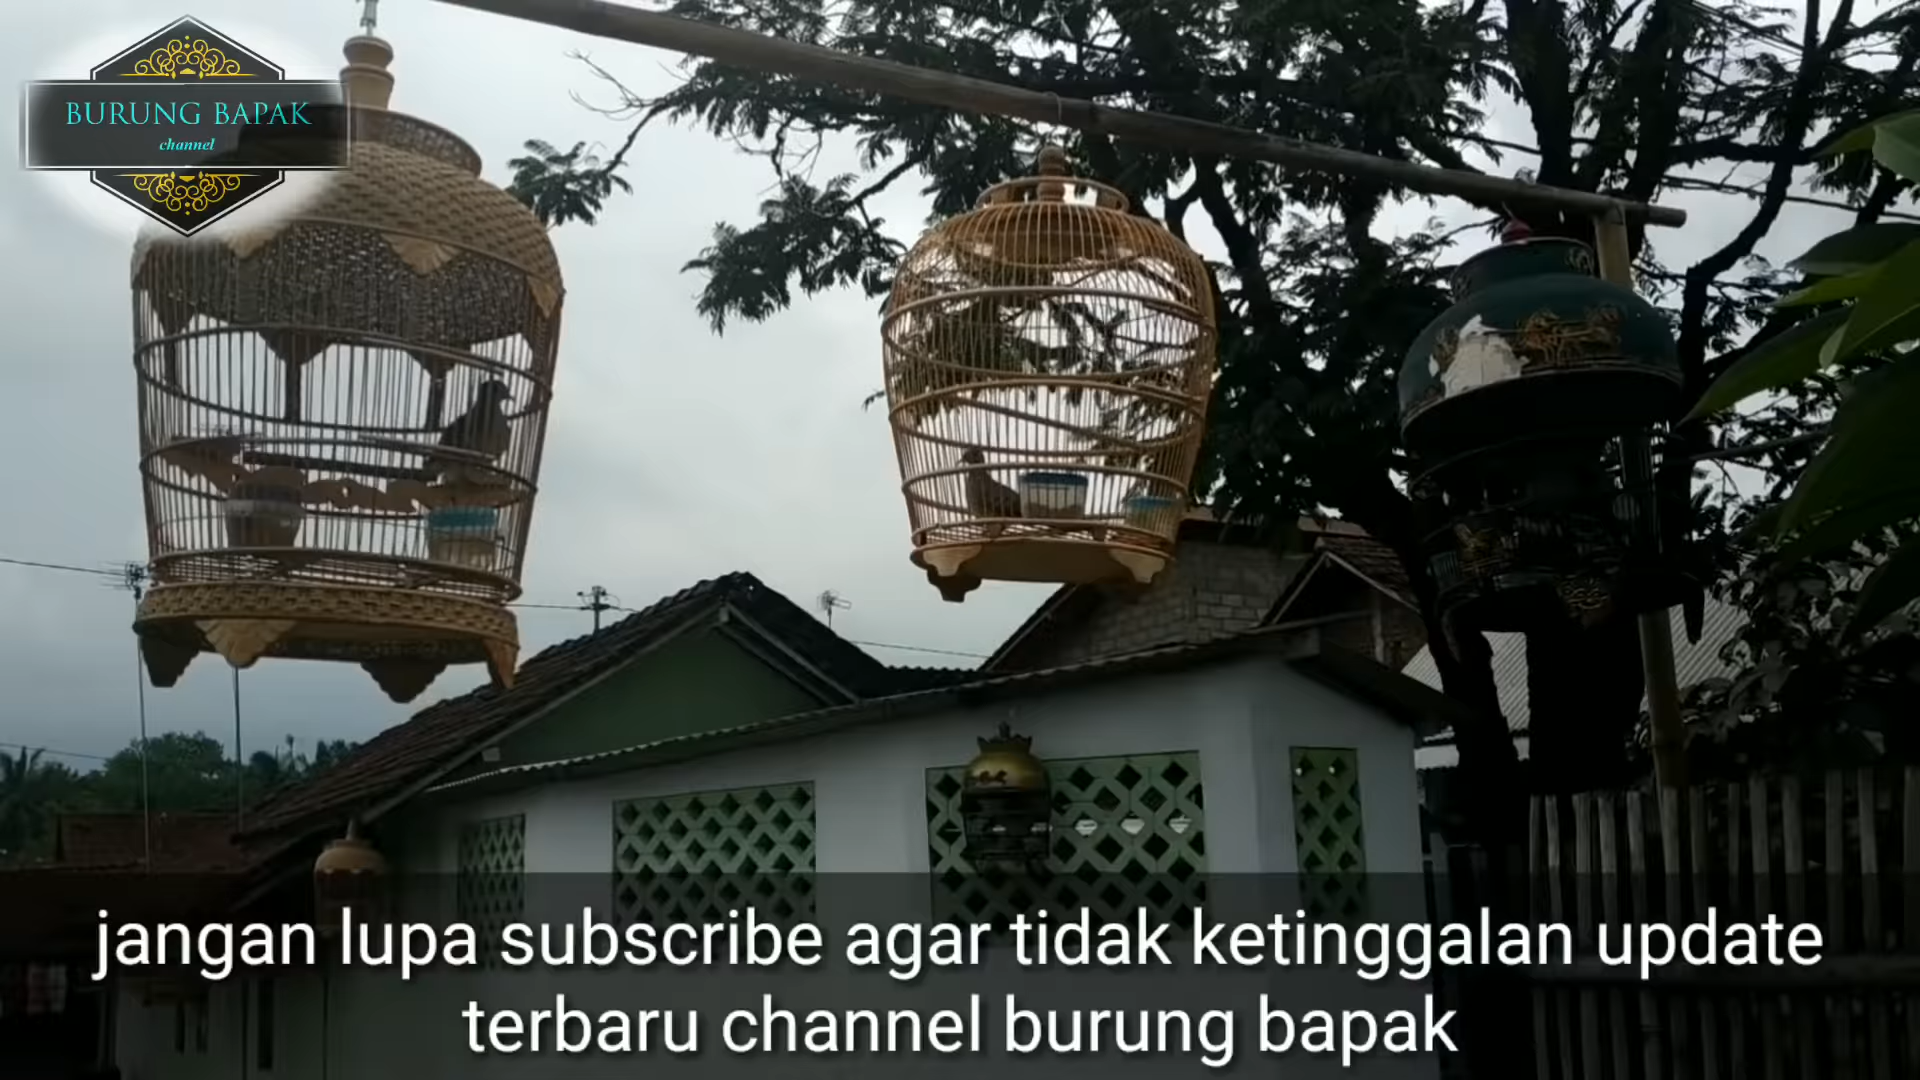 BURUNG BAPAK
channel
jangan lupa subscribe agar tidak ketinggalan update
terbaru channel burung bapak